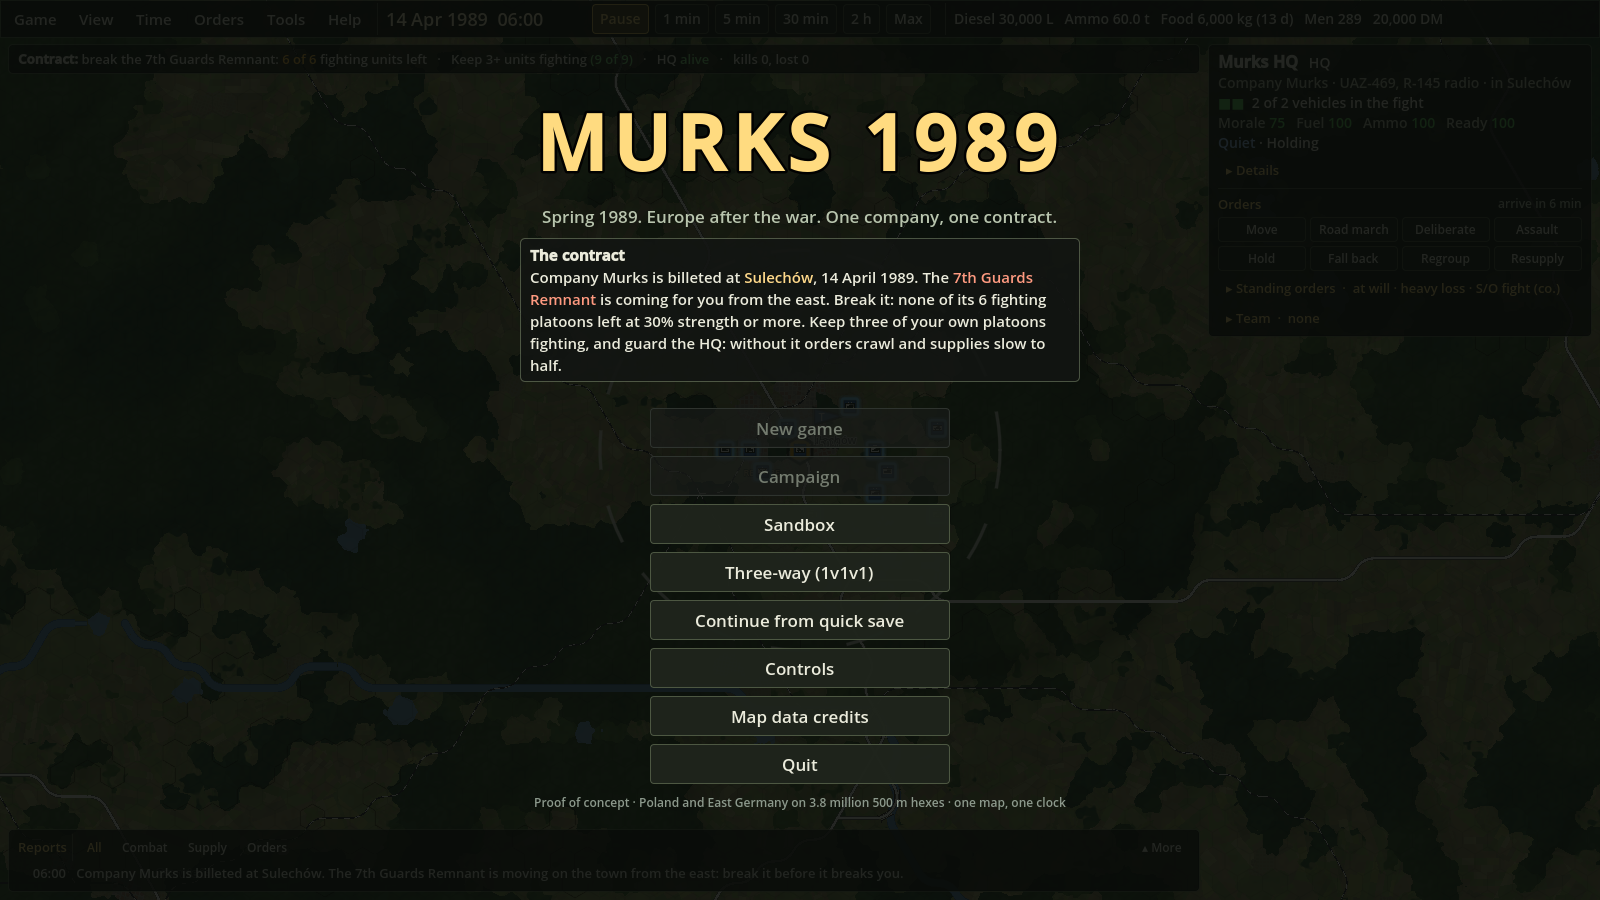 Game View Time Orders Tools Help 14 Apr 1989 06:00 Pause 1 min 5 min 30 min 2 h Max Diesel 30,000 L Ammo 60.0 t Food 6,000 kg (13 d) Men 289 20,000 DM
Contract: break the 7th Guards Remnant: 6 of 6 fighting units left · Keep 3+ units fighting (9 of 9) · HQ alive · kills 0, lost 0
Murks HQ HQ
Company Murks · UAZ-469, R-145 radio · in Sulechów
2 of 2 vehicles in the fight
Morale 75 Fuel 100 Ammo 100 Ready 100
Quiet · Holding
▸ Details
Orders arrive in 6 min
Move Road march Deliberate Assault
Hold Fall back Regroup Resupply
▸ Standing orders · at will · heavy loss · S/O fight (co.)
▸ Team · none
MURKS 1989
Spring 1989. Europe after the war. One company, one contract.
The contract
Company Murks is billeted at Sulechów, 14 April 1989. The 7th Guards
Remnant is coming for you from the east. Break it: none of its 6 fighting
platoons left at 30% strength or more. Keep three of your own platoons
fighting, and guard the HQ: without it orders crawl and supplies slow to
half.
New game
Campaign
Sandbox
Three-way (1v1v1)
Continue from quick save
Controls
Map data credits
Quit
Proof of concept · Poland and East Germany on 3.8 million 500 m hexes · one map, one clock
Reports All Combat Supply Orders ▴ More
06:00 Company Murks is billeted at Sulechów. The 7th Guards Remnant is moving on the town from the east: break it before it breaks you.